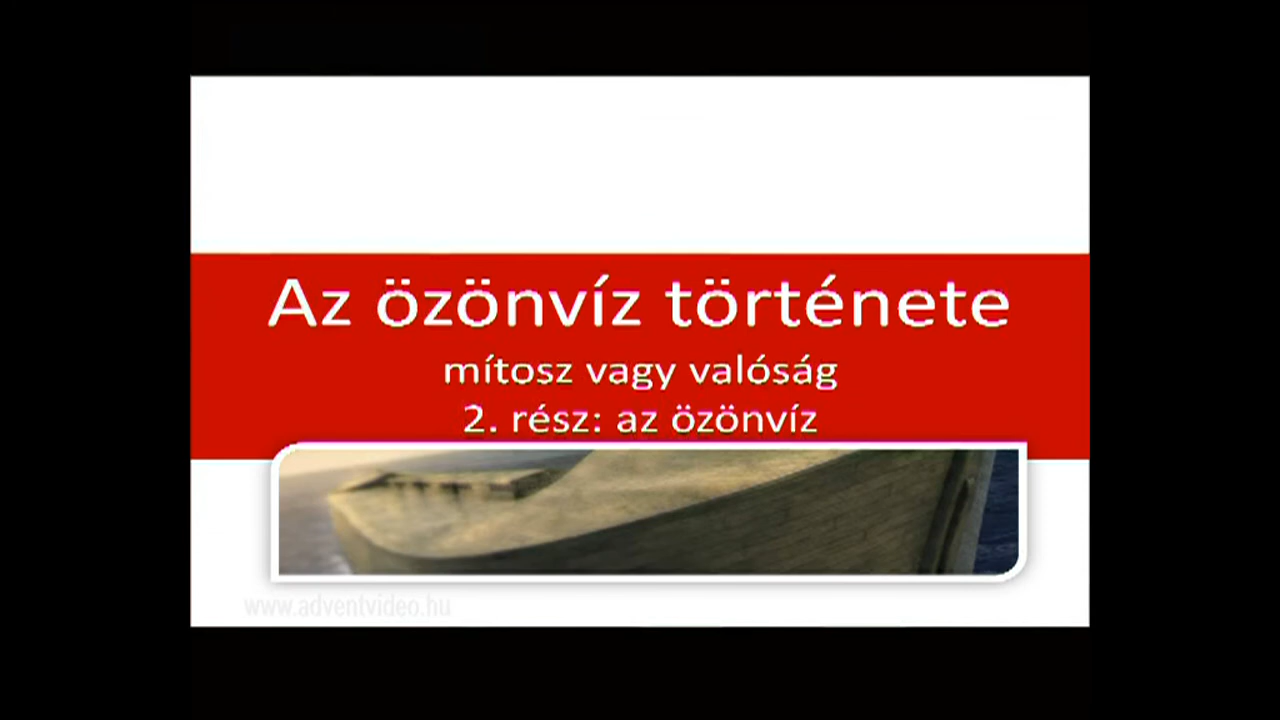 Az özönvíz története
mítosz vagy valóság
2. rész: az özönvíz
www.adventvideo.hu